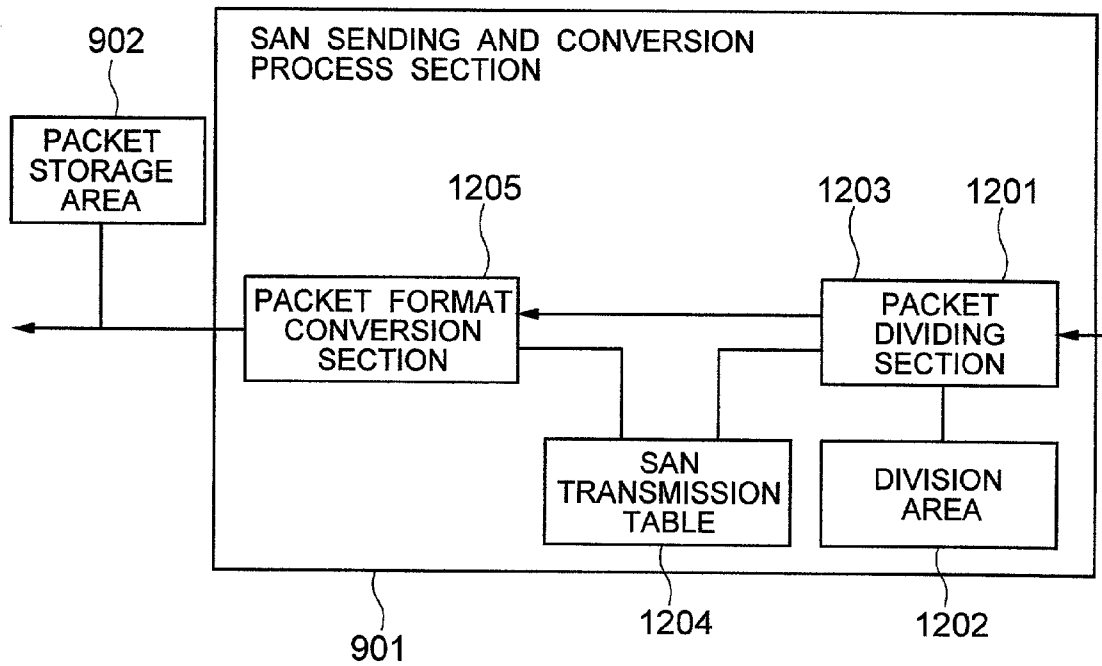 902
SAN SENDING AND CONVERSION
PROCESS SECTION
PACKET
STORAGE
AREA
1205
1203
1201
PACKET FORMAT
CONVERSION
SECTION
PACKET
DIVIDING
SECTION
SAN
TRANSMISSION
TABLE
DIVISION
AREA
901
1204
1202